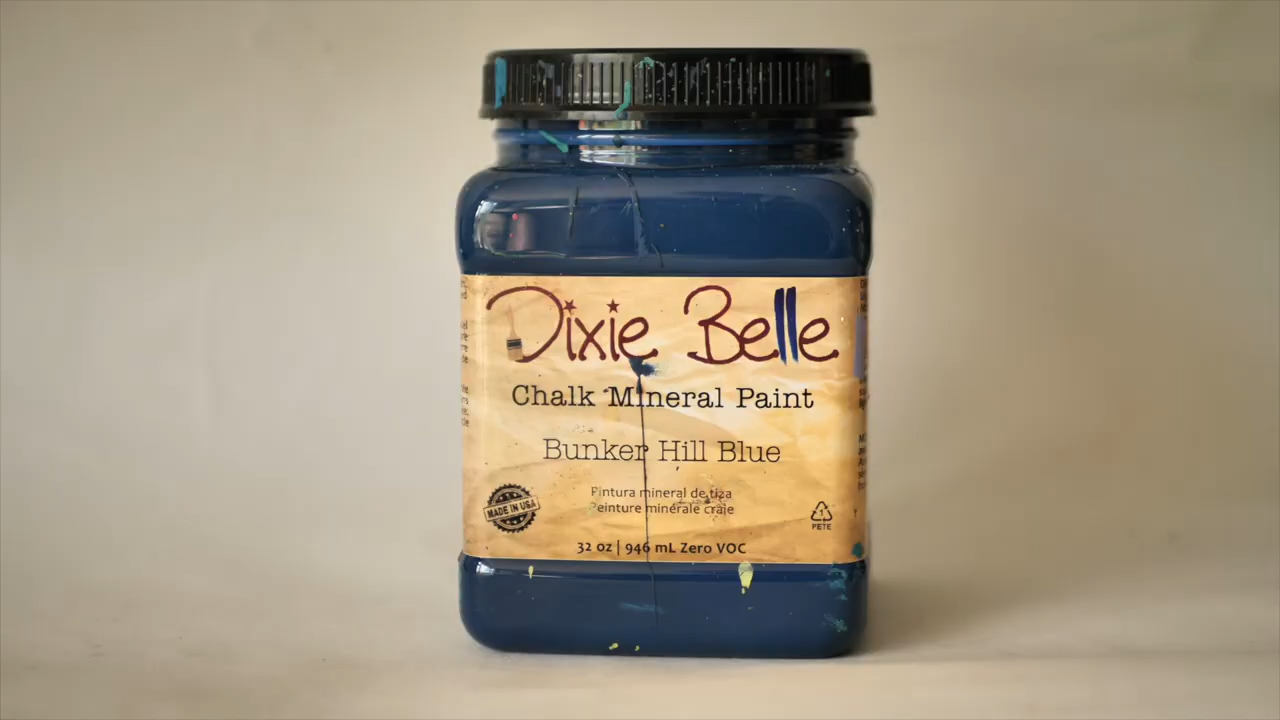 Dixie Belle
Chalk Mineral Paint
Bunker Hill Blue
Pintura mineral de tiza
Peinture minérale craie
MADE IN USA
1
PETE
32 oz | 946 mL Zero VOC